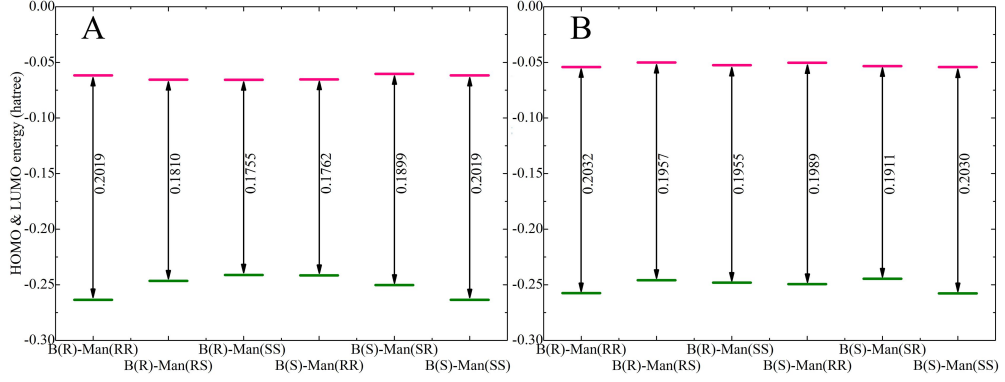 A
B
HOMO & LUMO energy (hatree)
0.00
-0.05
-0.10
-0.15
-0.20
-0.25
-0.30
0.2019
0.1810
0.1755
0.1762
0.1899
0.2019
B(R)-Man(RR)
B(R)-Man(SS)
B(S)-Man(SR)
B(R)-Man(RS)
B(S)-Man(RR)
B(S)-Man(SS)
0.00
-0.05
-0.10
-0.15
-0.20
-0.25
-0.30
0.2032
0.1957
0.1955
0.1989
0.1911
0.2030
B(R)-Man(RR)
B(R)-Man(SS)
B(S)-Man(SR)
B(R)-Man(RS)
B(S)-Man(RR)
B(S)-Man(SS)